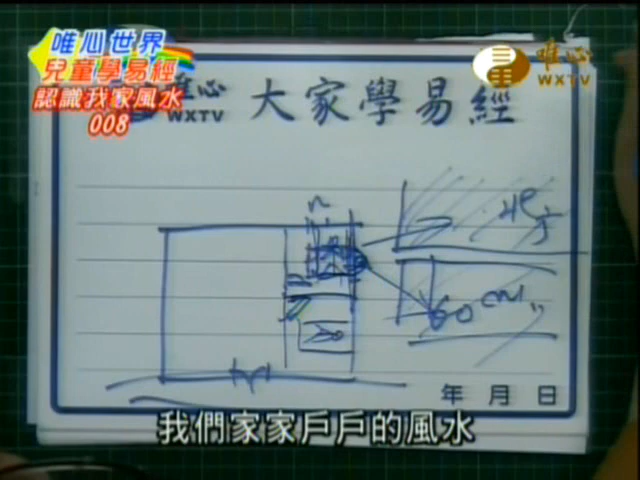 唯心世界
兒童學易經
認識我家風水
008
唯心
WXTV
唯心
WXTV
大家學易經
北方
60cm
年 月 日
我們家家戶戶的風水